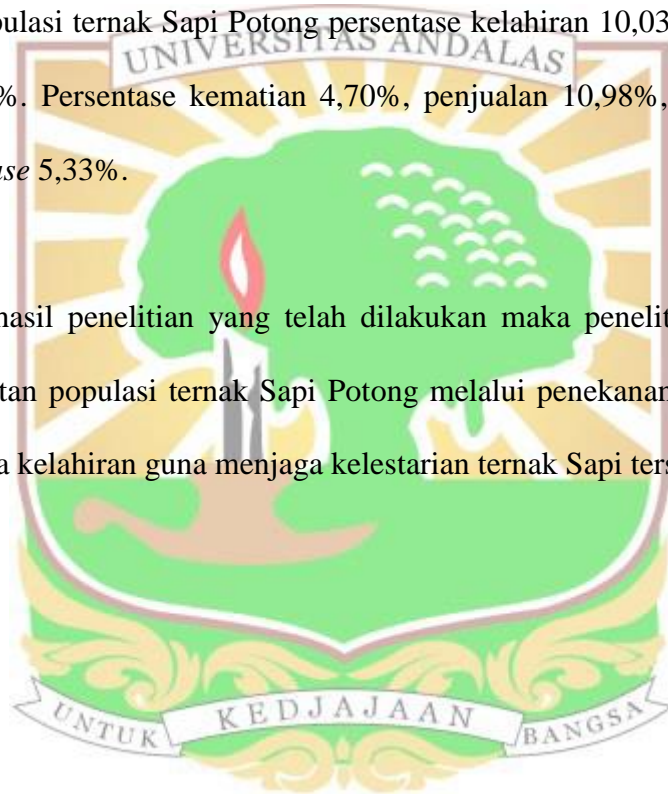 pulasi ternak Sapi Potong persentase kelahiran 10,03
UNIVERSITAS ANDALAS
%. Persentase kematian 4,70%, penjualan 10,98%,
ase 5,33%.
hasil penelitian yang telah dilakukan maka penelit
tan populasi ternak Sapi Potong melalui penekanan
a kelahiran guna menjaga kelestarian ternak Sapi ters
UNTUK KEDJAJAAN BANGSA